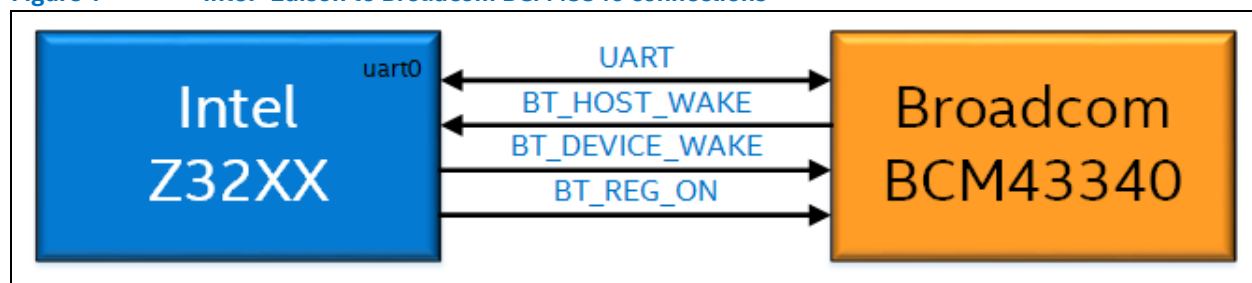 uart0
Intel
Z32XX
UART
BT_HOST_WAKE
BT_DEVICE_WAKE
BT_REG_ON
Broadcom
BCM43340